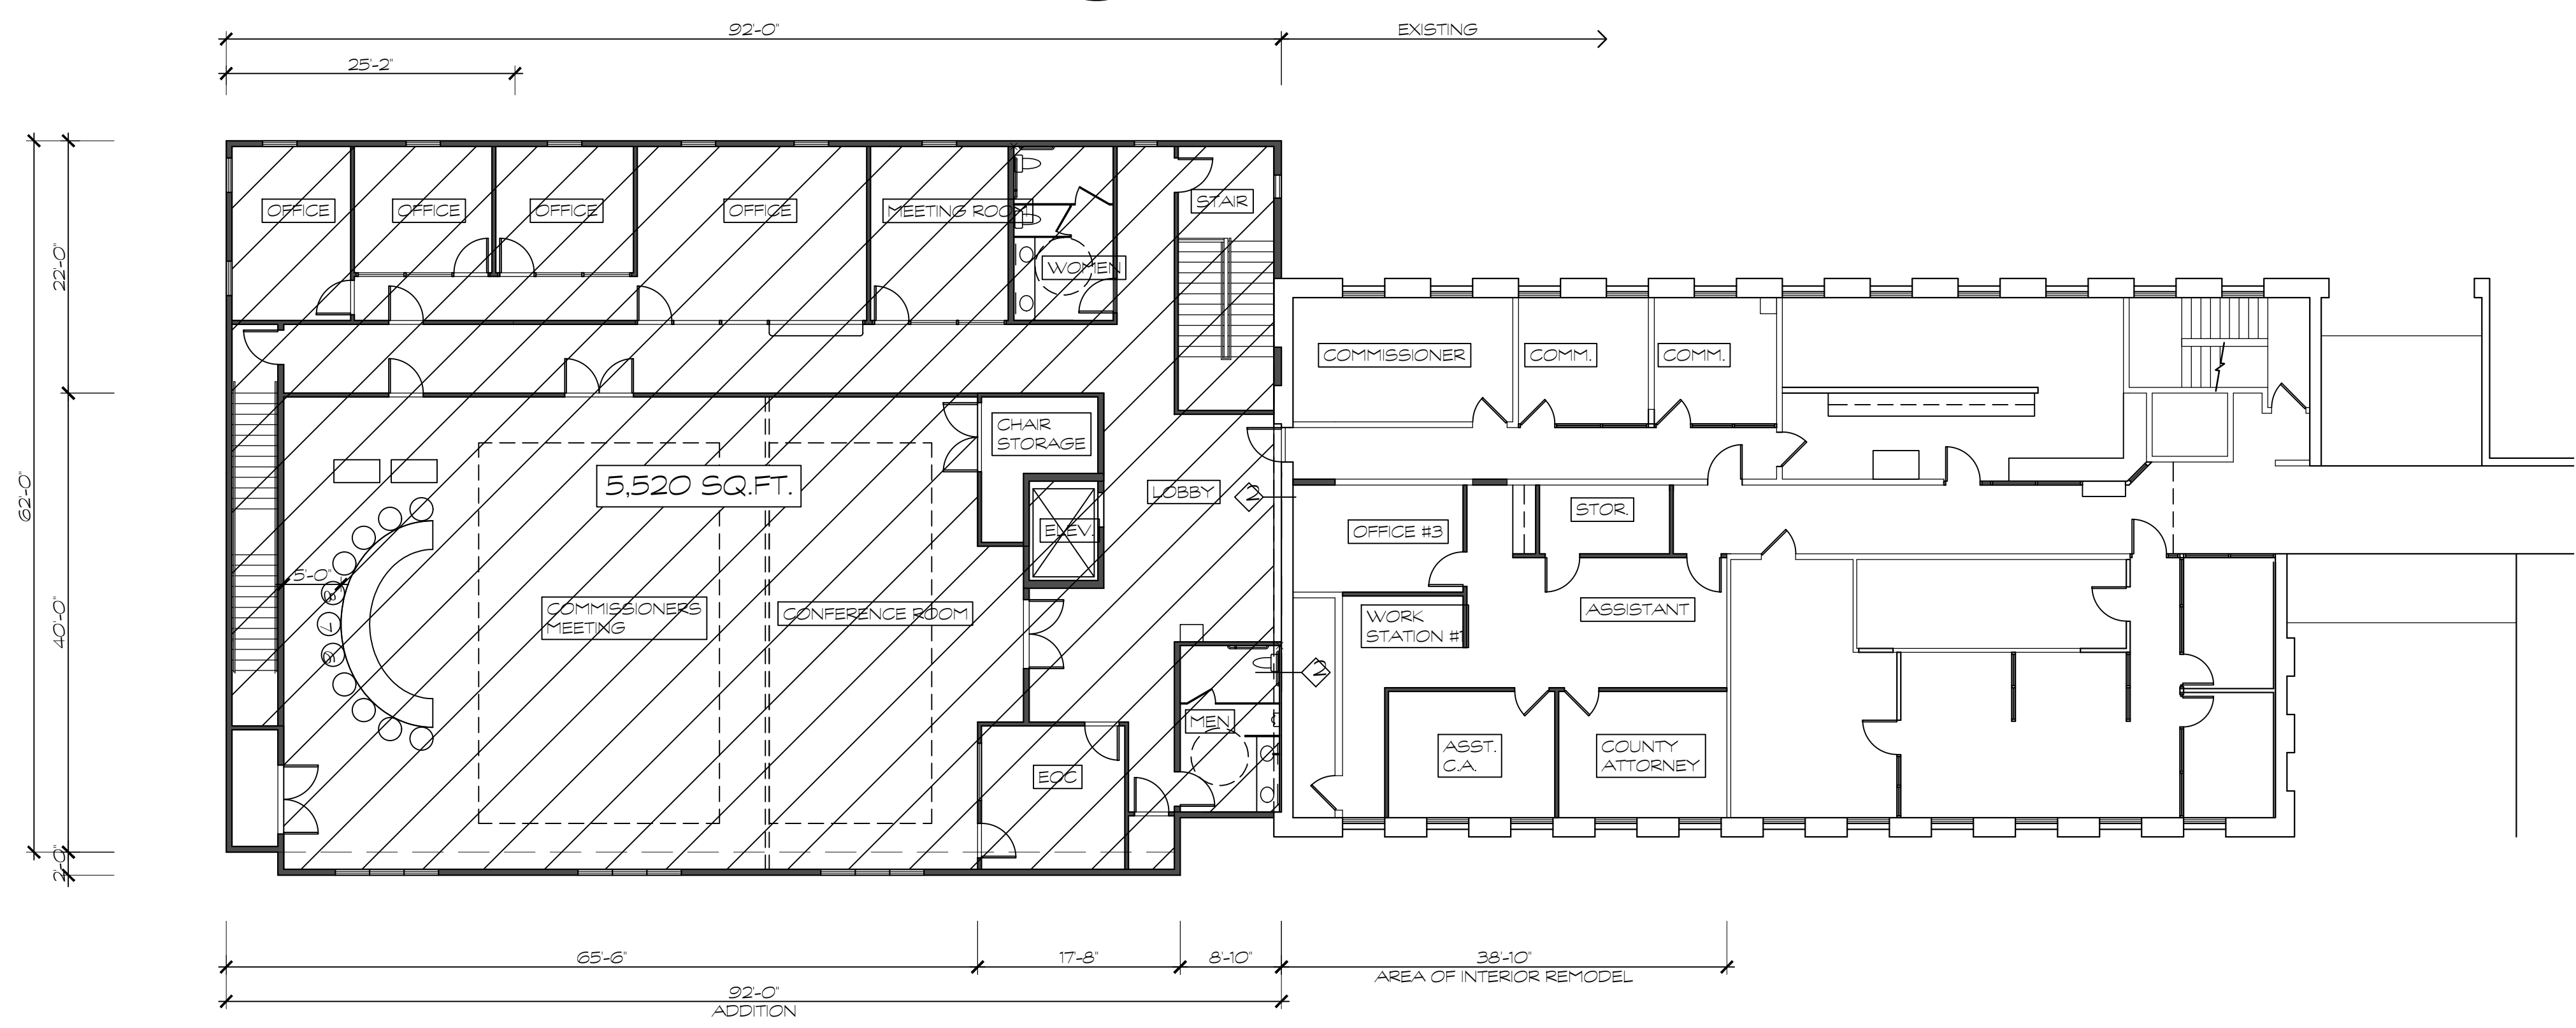 92'-0"
EXISTING
25'-2"
62'-0"
22'-0"
40'-0"
2'-0"
OFFICE
OFFICE
OFFICE
OFFICE
MEETING ROOM
WOMEN
STAIR
CHAIR
STORAGE
5,520 SQ.FT.
ELEV.
LOBBY
2
5'-0"
8
7
6
COMMISSIONERS
MEETING
CONFERENCE ROOM
EOC
MEN
2
COMMISSIONER
COMM.
COMM.
OFFICE #3
STOR.
WORK
STATION #1
ASSISTANT
ASST.
C.A.
COUNTY
ATTORNEY
65'-6"
17'-8"
8'-10"
38'-10"
AREA OF INTERIOR REMODEL
92'-0"
ADDITION